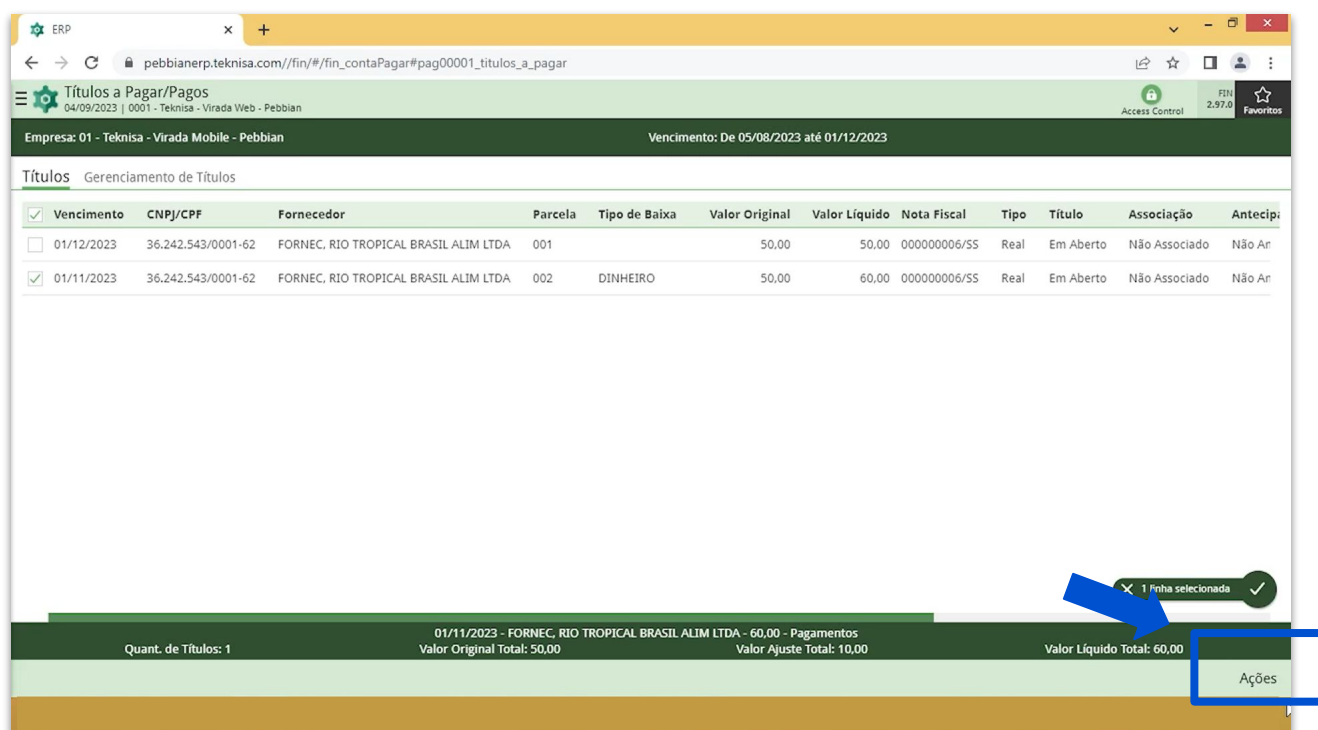 ERP
pebbianerp.teknisa.com//fin/#/fin_contaPagar#pag00001_titulos_a_pagar
Títulos a Pagar/Pagos
04/09/2023 | 0001 - Teknisa - Virada Web - Pebbian
Access Control
FIN
2.97.0
Favoritos
Empresa: 01 - Teknisa - Virada Mobile - Pebbian Vencimento: De 05/08/2023 até 01/12/2023
Títulos Gerenciamento de Títulos
Vencimento CNPJ/CPF Fornecedor Parcela Tipo de Baixa Valor Original Valor Líquido Nota Fiscal Tipo Título Associação Antecipa
01/12/2023 36.242.543/0001-62 FORNEC, RIO TROPICAL BRASIL ALIM LTDA 001 50,00 50,00 000000006/SS Real Em Aberto Não Associado Não An
01/11/2023 36.242.543/0001-62 FORNEC, RIO TROPICAL BRASIL ALIM LTDA 002 DINHEIRO 50,00 60,00 000000006/SS Real Em Aberto Não Associado Não An
1 linha selecionada
01/11/2023 - FORNEC, RIO TROPICAL BRASIL ALIM LTDA - 60,00 - Pagamentos
Quant. de Títulos: 1 Valor Original Total: 50,00 Valor Ajuste Total: 10,00 Valor Líquido Total: 60,00
Ações